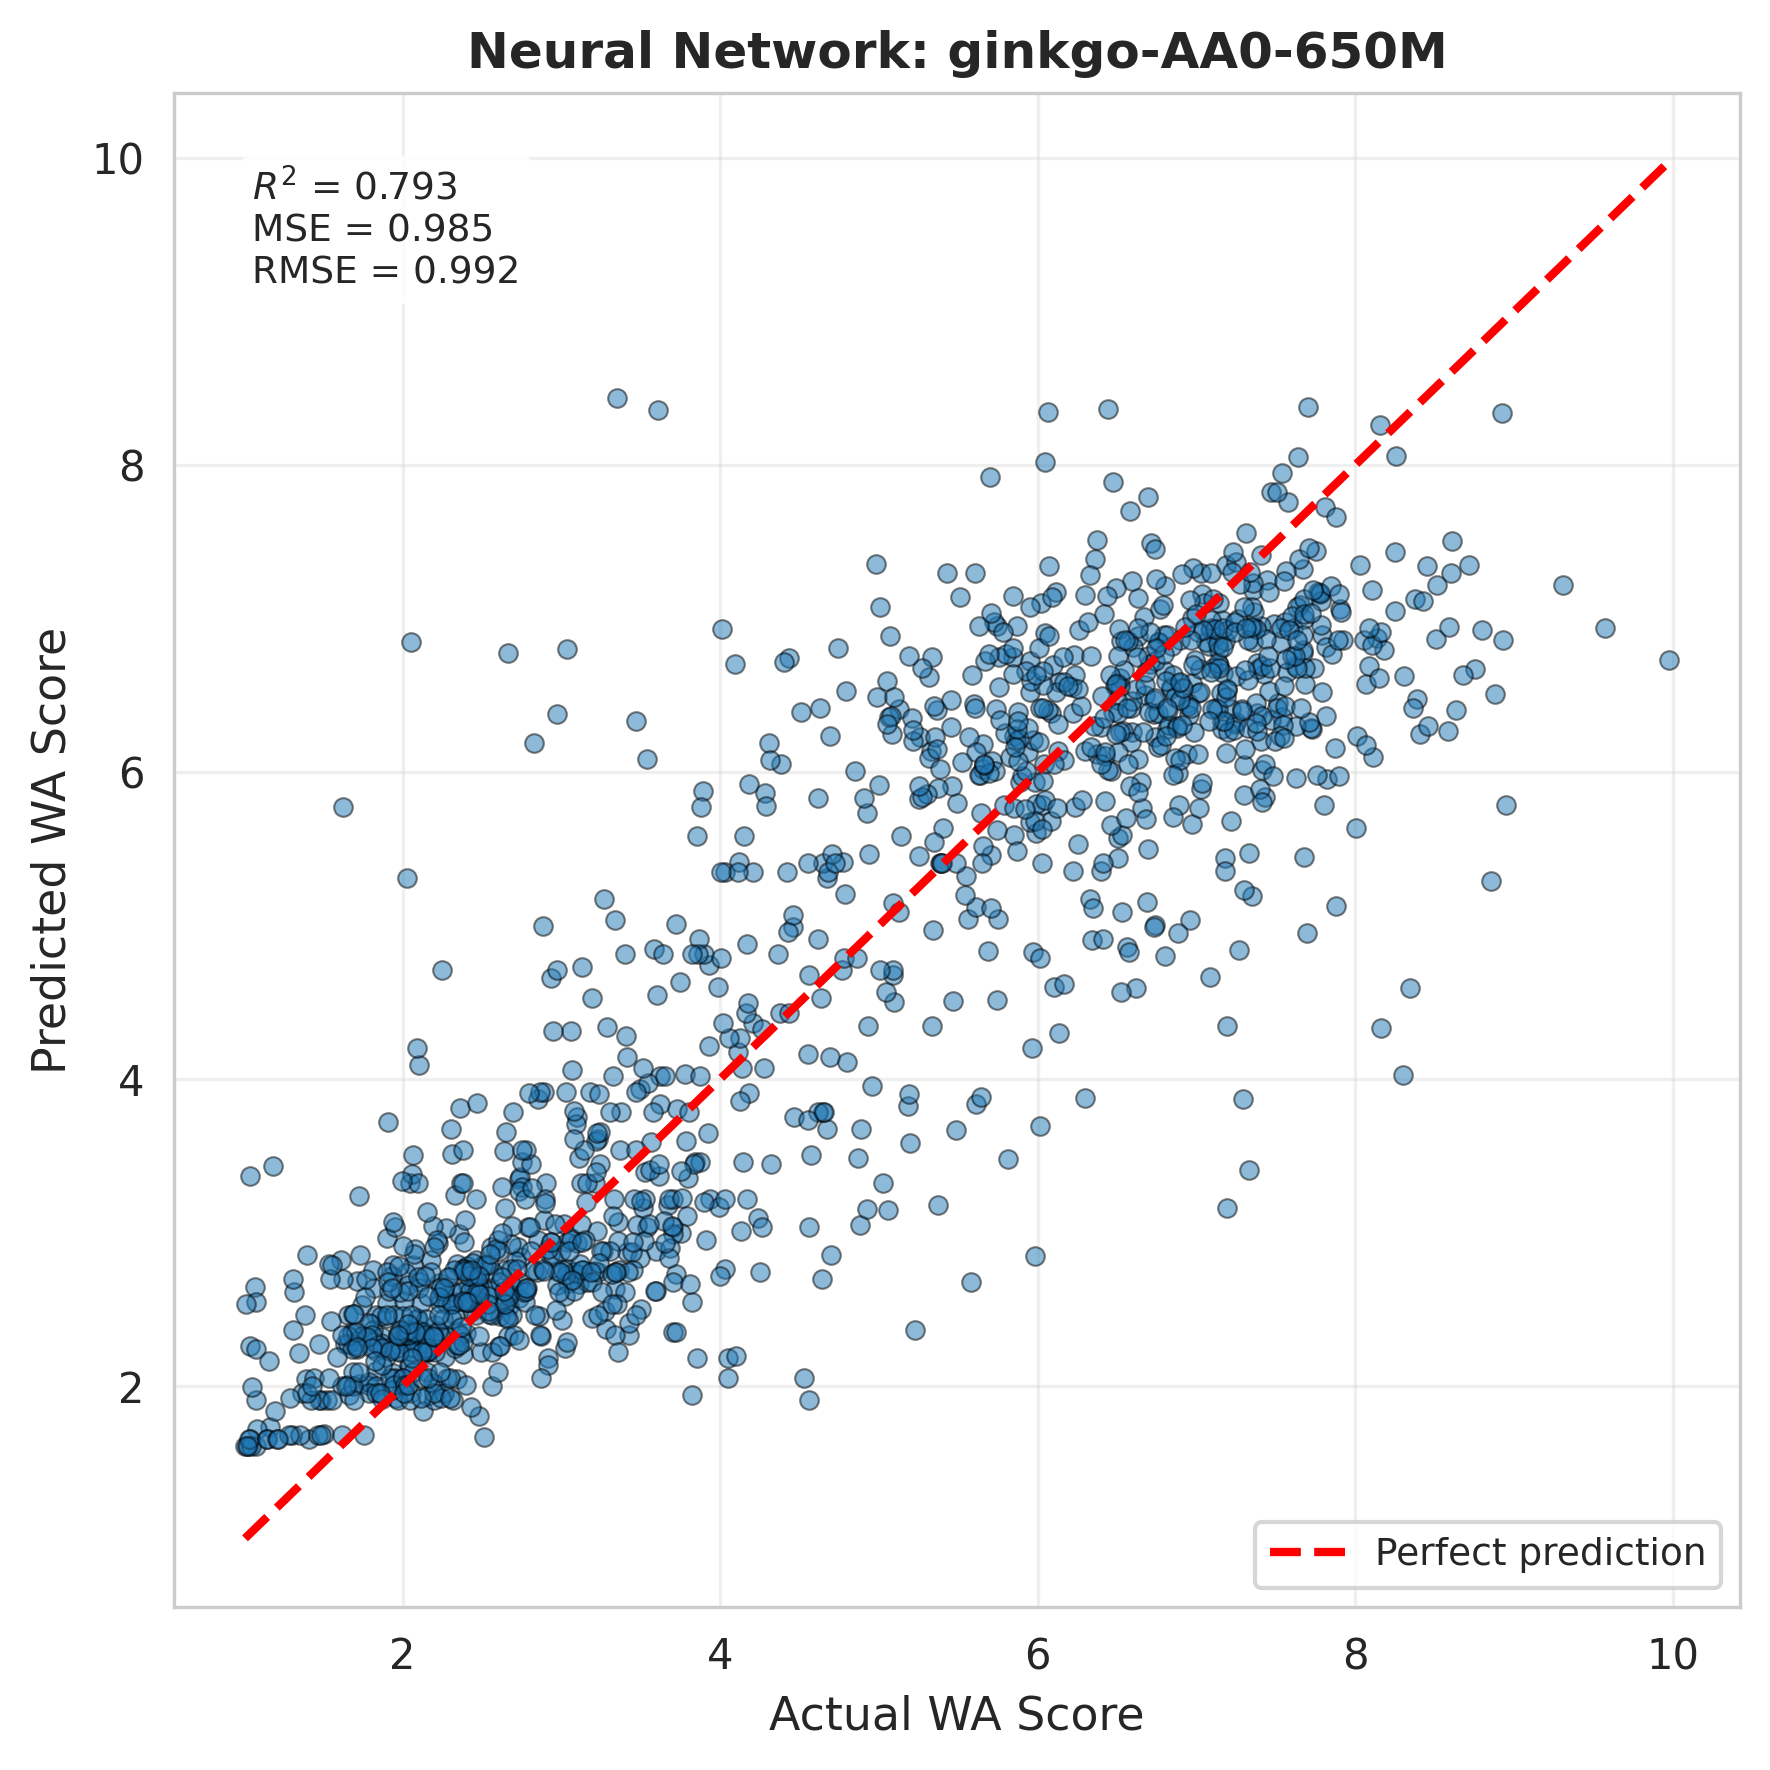 Neural Network: ginkgo-AA0-650M
R² = 0.793
MSE = 0.985
RMSE = 0.992
10
8
6
4
2
Predicted WA Score
Perfect prediction
2 4 6 8 10
Actual WA Score